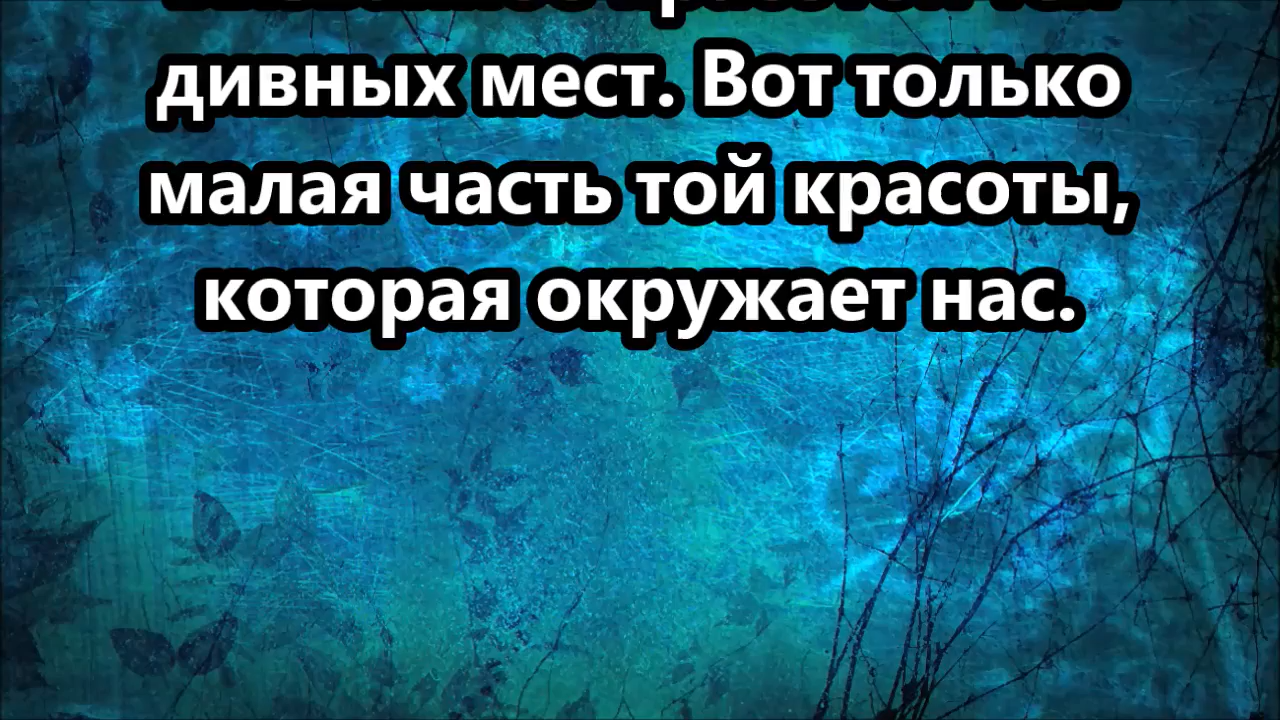 дивных мест. Вот только
малая часть той красоты,
которая окружает нас.